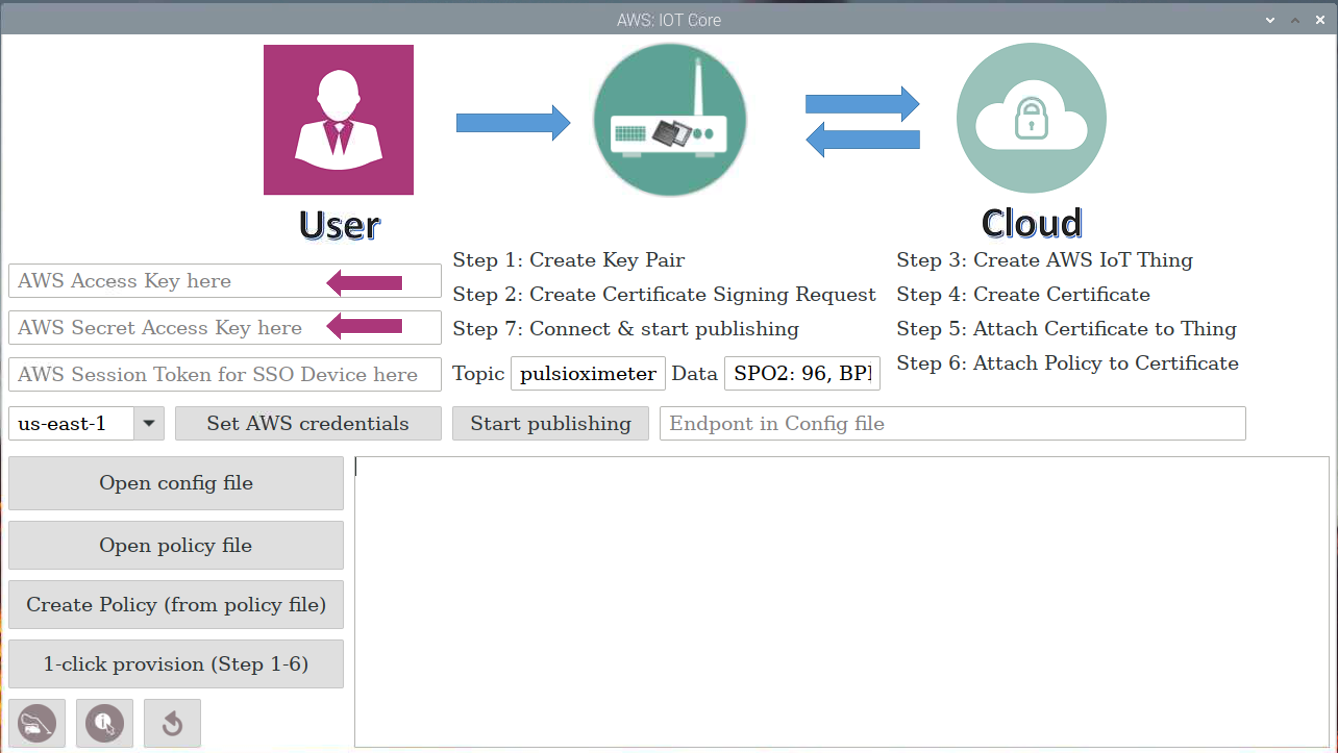 AWS: IOT Core
User
Cloud
AWS Access Key here
AWS Secret Access Key here
AWS Session Token for SSO Device here
us-east-1
Set AWS credentials
Step 1: Create Key Pair
Step 2: Create Certificate Signing Request
Step 7: Connect & start publishing
Topic pulsioximeter Data SPO2: 96, BP
Start publishing
Endpont in Config file
Step 3: Create AWS IoT Thing
Step 4: Create Certificate
Step 5: Attach Certificate to Thing
Step 6: Attach Policy to Certificate
Open config file
Open policy file
Create Policy (from policy file)
1-click provision (Step 1-6)